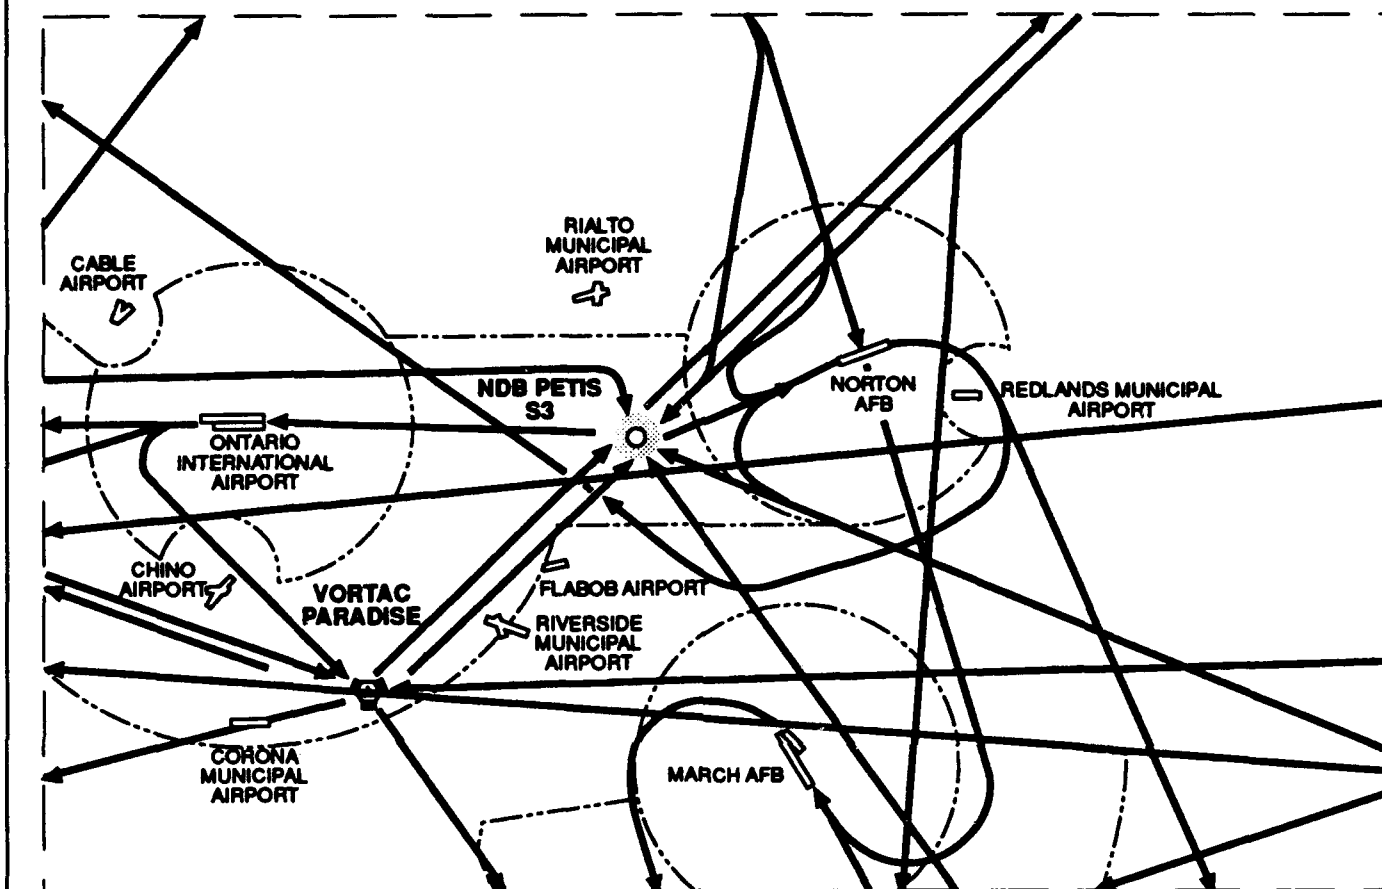 RIALTO
MUNICIPAL
AIRPORT
CABLE
AIRPORT
NDB PETIS
S3
NORTON
AFB
REDLANDS MUNICIPAL
AIRPORT
ONTARIO
INTERNATIONAL
AIRPORT
CHINO
AIRPORT
VORTAC
PARADISE
FLABOB AIRPORT
RIVERSIDE
MUNICIPAL
AIRPORT
CORONA
MUNICIPAL
AIRPORT
MARCH AFB